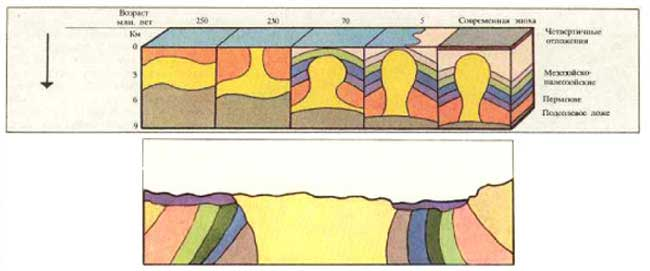 Возраст
млн. лет 250 230 70 5 Современная эпоха
Км
0
3
6
9
Четвертичные
отложения
Мезозойско-
палеозойские
Пермские
Подсолевое ложе